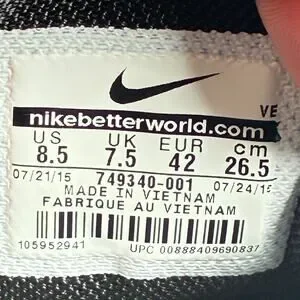 VE
nikebetterworld.com
US UK EUR cm
8.5 7.5 42 26.5
07/21/15 749340-001 07/24/15
MADE IN VIETNAM
FABRIQUE AU VIETNAM
105952941 UPC 00888409690837